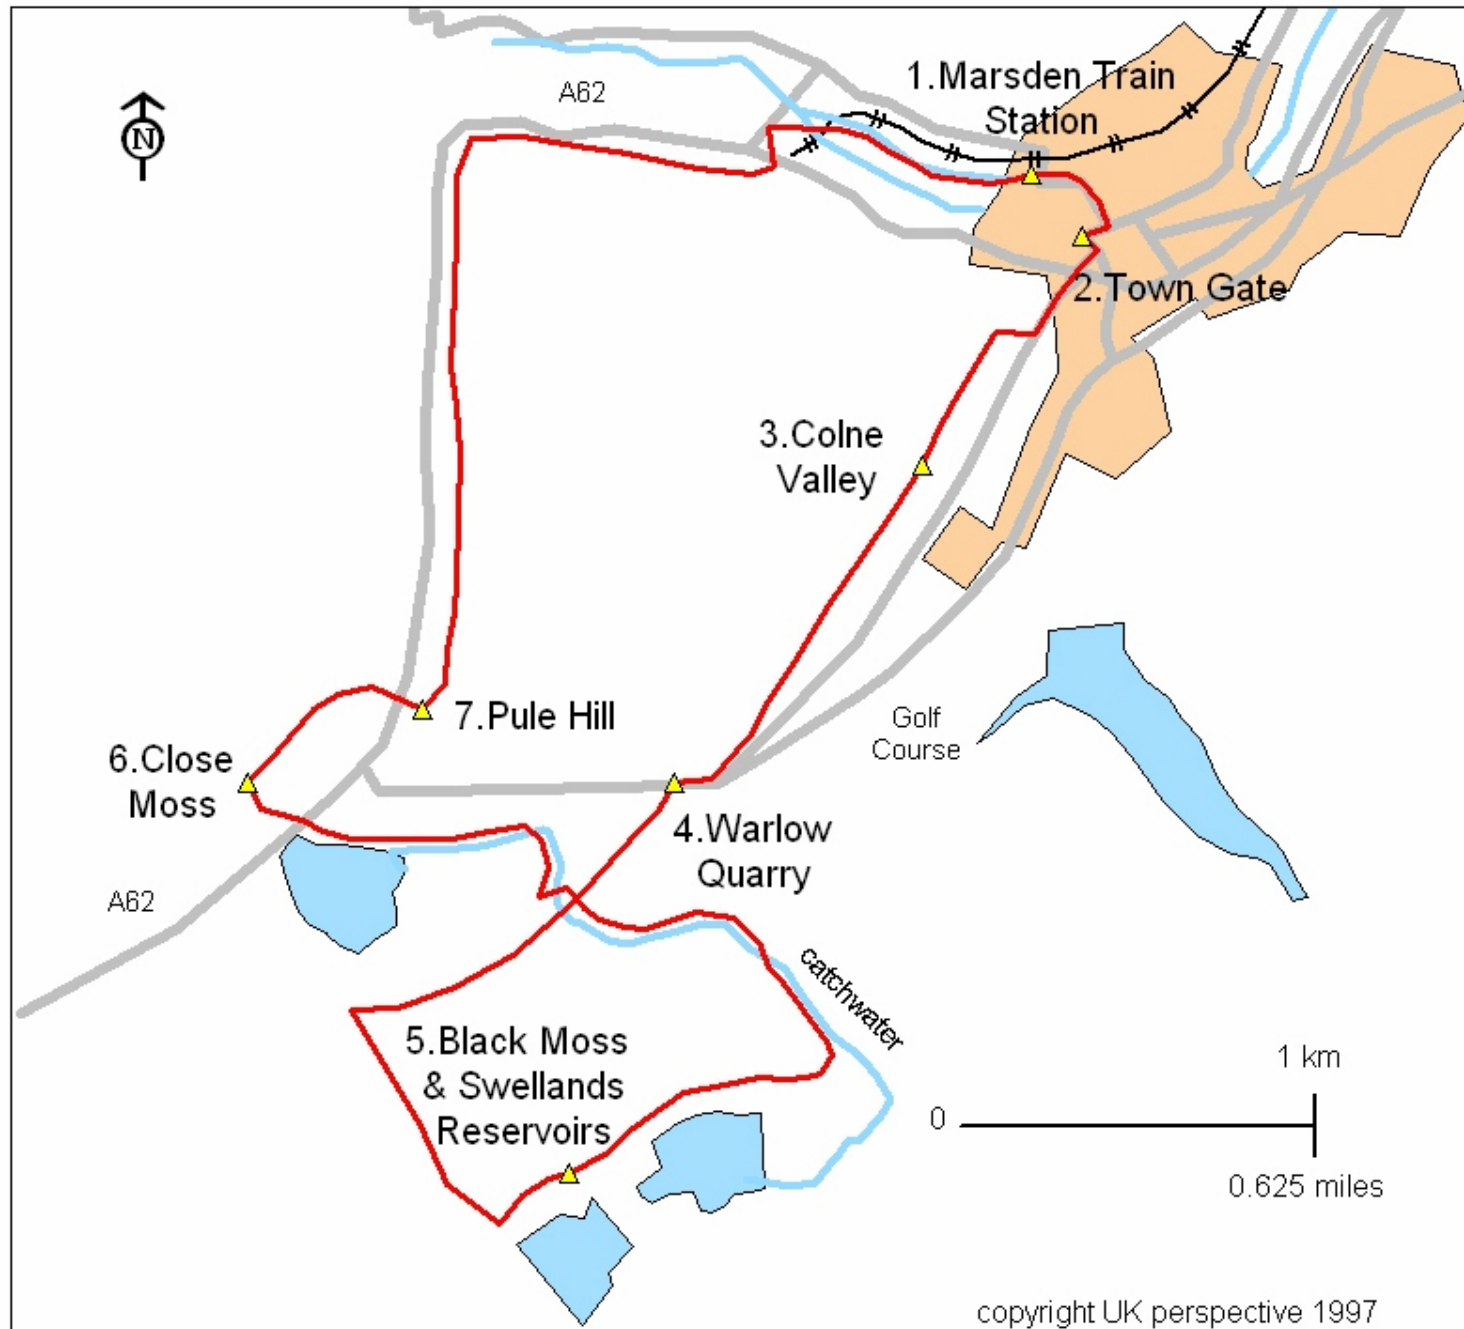 A62
1.Marsden Train
Station
N
2.Town Gate
3.Colne
Valley
7.Pule Hill
Golf
Course
6.Close
Moss
4.Warlow
Quarry
A62
catchwater
5.Black Moss
& Swellands
Reservoirs
1 km
0
0.625 miles
copyright UK perspective 1997